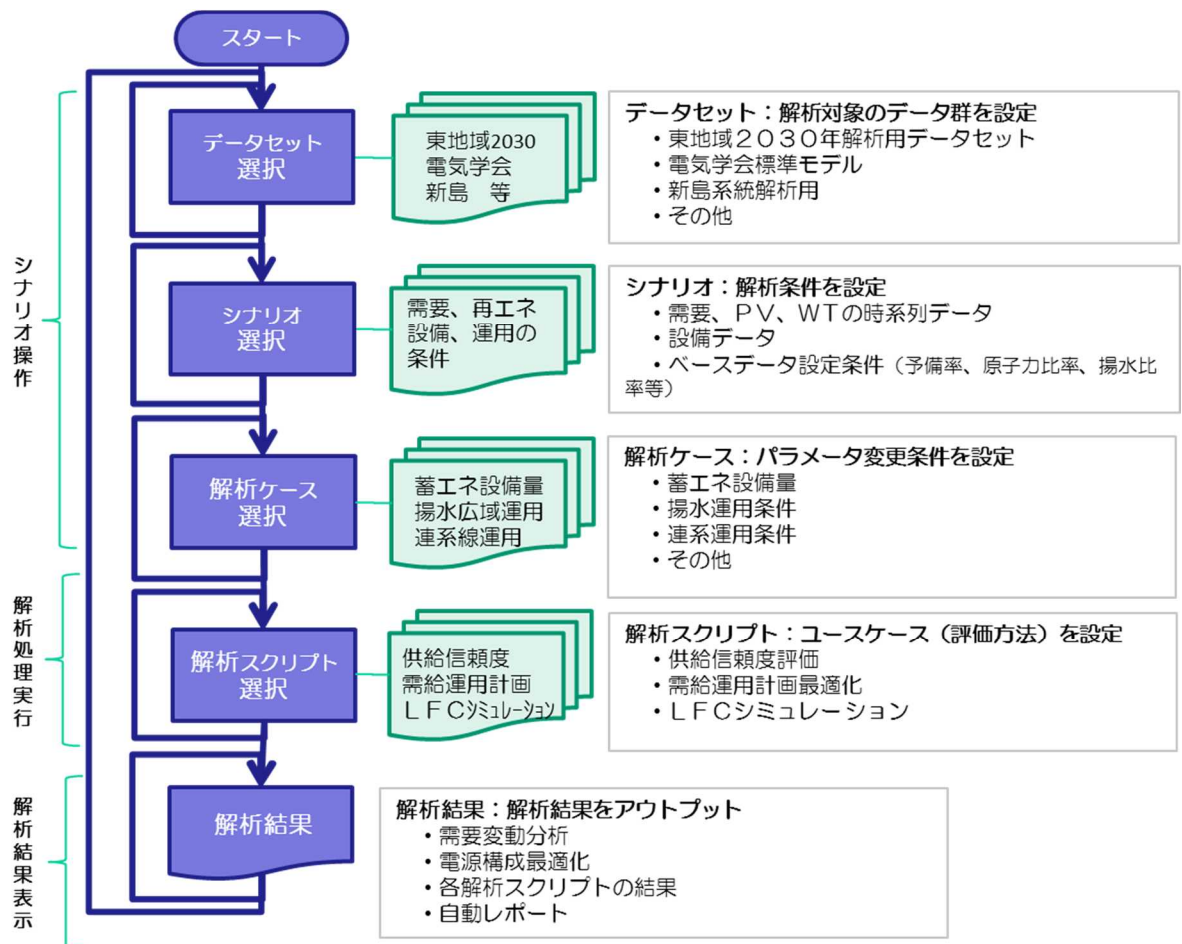 スタート
シナリオ操作
データセット
選択
東地域2030
電気学会
新島　等
データセット：解析対象のデータ群を設定
・東地域２０３０年解析用データセット
・電気学会標準モデル
・新島系統解析用
・その他
シナリオ
選択
需要、再エネ
設備、運用の
条件
シナリオ：解析条件を設定
・需要、ＰＶ、ＷＴの時系列データ
・設備データ
・ベースデータ設定条件（予備率、原子力比率、揚水比
率等）
解析ケース
選択
蓄エネ設備量
揚水広域運用
連系線運用
解析ケース：パラメータ変更条件を設定
・蓄エネ設備量
・揚水運用条件
・連系運用条件
・その他
解析処理実行
解析スクリプト
選択
供給信頼度
需給運用計画
ＬＦＣｼﾐｭﾚｰｼｮﾝ
解析スクリプト：ユースケース（評価方法）を設定
・供給信頼度評価
・需給運用計画最適化
・ＬＦＣシミュレーション
解析結果表示
解析結果
解析結果：解析結果をアウトプット
・需要変動分析
・電源構成最適化
・各解析スクリプトの結果
・自動レポート